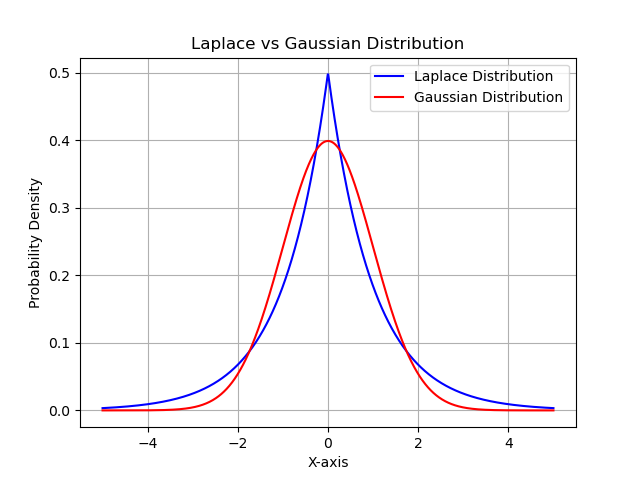 Laplace vs Gaussian Distribution
Laplace Distribution
Gaussian Distribution
Probability Density
0.5
0.4
0.3
0.2
0.1
0.0
−4
−2
0
2
4
X-axis